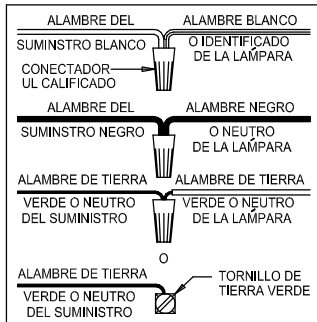 ALAMBRE DEL
SUMINSTRO BLANCO
ALAMBRE BLANCO
O IDENTIFICADO
DE LA LAMPARA
CONECTADOR
UL CALIFICADO
ALAMBRE DEL
SUMINSTRO NEGRO
ALAMBRE NEGRO
O NEUTRO
DE LA LAMPARA
ALAMBRE DE TIERRA
VERDE O NEUTRO
DEL SUMINISTRO
ALAMBRE DE TIERRA
VERDE O NEUTRO
DE LA LAMPARA
O
ALAMBRE DE TIERRA
VERDE O NEUTRO
DEL SUMINISTRO
TORNILLO DE
TIERRA VERDE